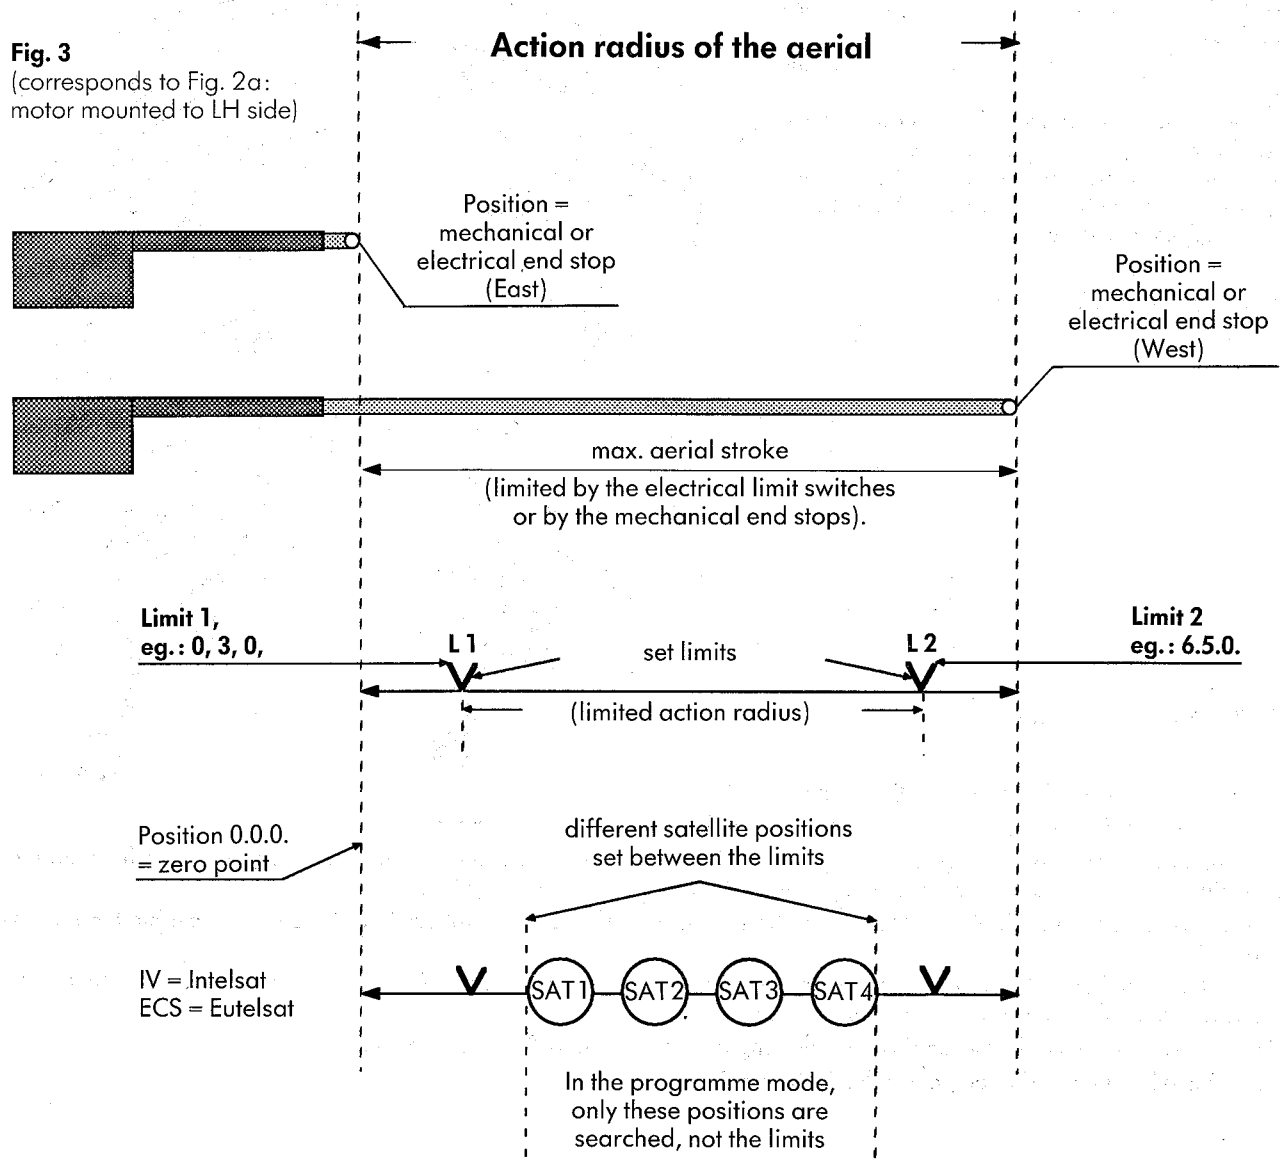 Action radius of the aerial
Fig. 3
(corresponds to Fig. 2a:
motor mounted to LH side)
Position =
mechanical or
electrical end stop
(East)
Position =
mechanical or
electrical end stop
(West)
max. aerial stroke
(limited by the electrical limit switches
or by the mechanical end stops).
Limit 1,
eg.: 0, 3, 0,
L 1
set limits
L 2
Limit 2
eg.: 6.5.0.
(limited action radius)
Position 0.0.0.
= zero point
different satellite positions
set between the limits
IV = Intelsat
ECS = Eutelsat
SAT1
SAT2
SAT3
SAT4
In the programme mode,
only these positions are
searched, not the limits